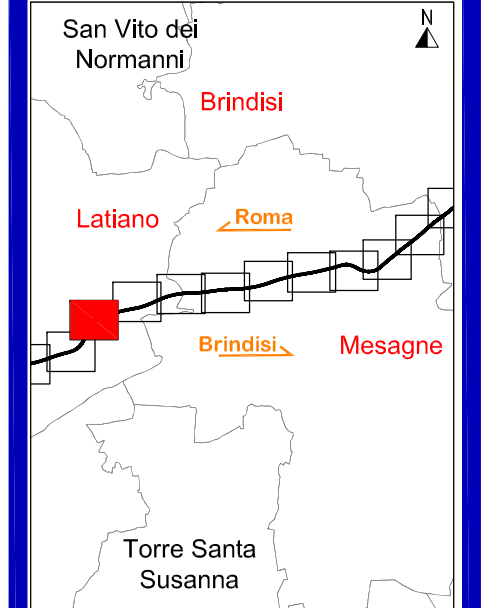 San Vito dei
Normanni
N
Brindisi
Latiano
Roma
Brindisi
Mesagne
Torre Santa
Susanna